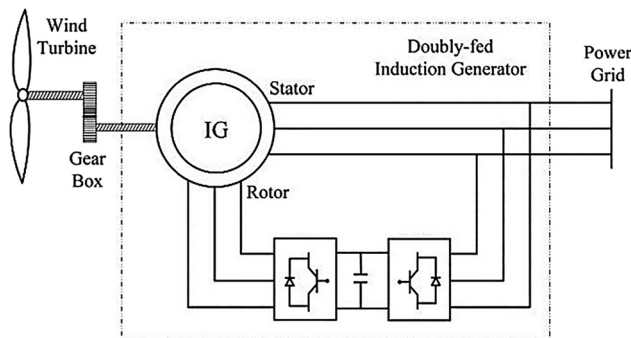 Wind
Turbine
Doubly-fed
Induction Generator
Power
Grid
Stator
IG
Gear
Box
Rotor